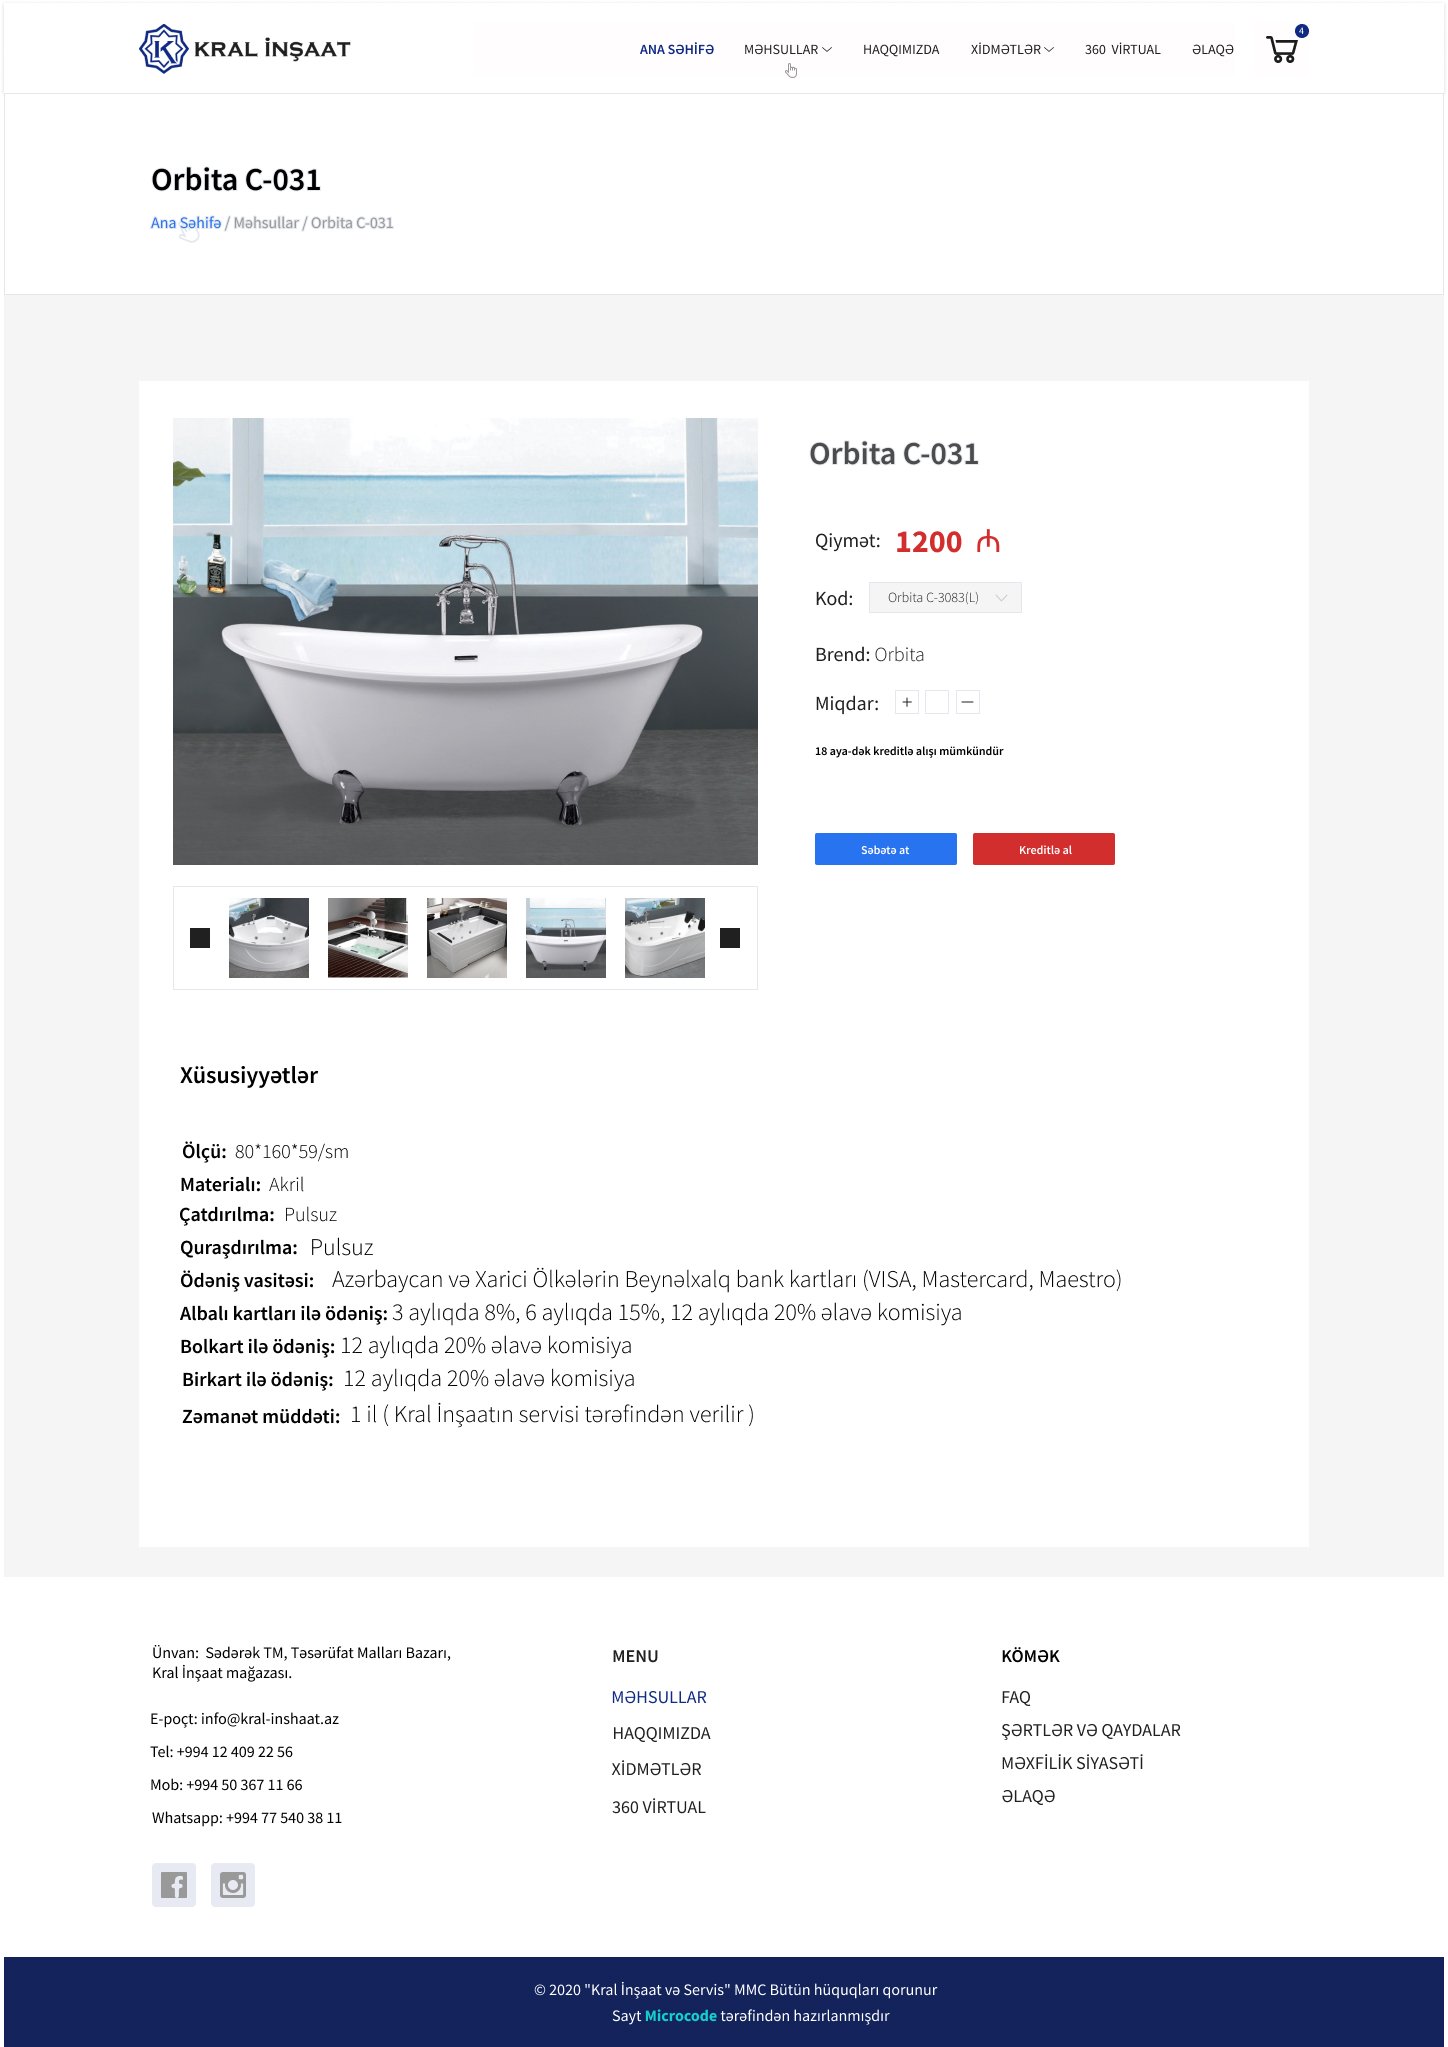 KRAL İNŞAAT
ANA SƏHİFƏ
MƏHSULLAR
HAQQIMIZDA
XİDMƏTLƏR
360 VİRTUAL
ƏLAQƏ
4
Orbita C-031
Ana Səhifə / Məhsullar / Orbita C-031
Orbita C-031
Qiymət: 1200 ₼
Kod: Orbita C-3083(L)
Brend: Orbita
Miqdar: + —
18 aya-dək kreditlə alışı mümkündür
Səbətə at
Kreditlə al
Xüsusiyyətlər
Ölçü: 80*160*59/sm
Materialı: Akril
Çatdırılma: Pulsuz
Quraşdırılma: Pulsuz
Ödəniş vasitəsi: Azərbaycan və Xarici Ölkələrin Beynəlxalq bank kartları (VISA, Mastercard, Maestro)
Albalı kartları ilə ödəniş: 3 aylıqda 8%, 6 aylıqda 15%, 12 aylıqda 20% əlavə komisiya
Bolkart ilə ödəniş: 12 aylıqda 20% əlavə komisiya
Birkart ilə ödəniş: 12 aylıqda 20% əlavə komisiya
Zəmanət müddəti: 1 il ( Kral İnşaatın servisi tərəfindən verilir )
Ünvan: Sədərək TM, Təsərüfat Malları Bazarı,
Kral İnşaat mağazası.
E-poçt: info@kral-inshaat.az
Tel: +994 12 409 22 56
Mob: +994 50 367 11 66
Whatsapp: +994 77 540 38 11
MENU
MƏHSULLAR
HAQQIMIZDA
XİDMƏTLƏR
360 VİRTUAL
KÖMƏK
FAQ
ŞƏRTLƏR VƏ QAYDALAR
MƏXFİLİK SİYASƏTİ
ƏLAQƏ
© 2020 "Kral İnşaat və Servis" MMC Bütün hüquqları qorunur
Sayt Microcode tərəfindən hazırlanmışdır